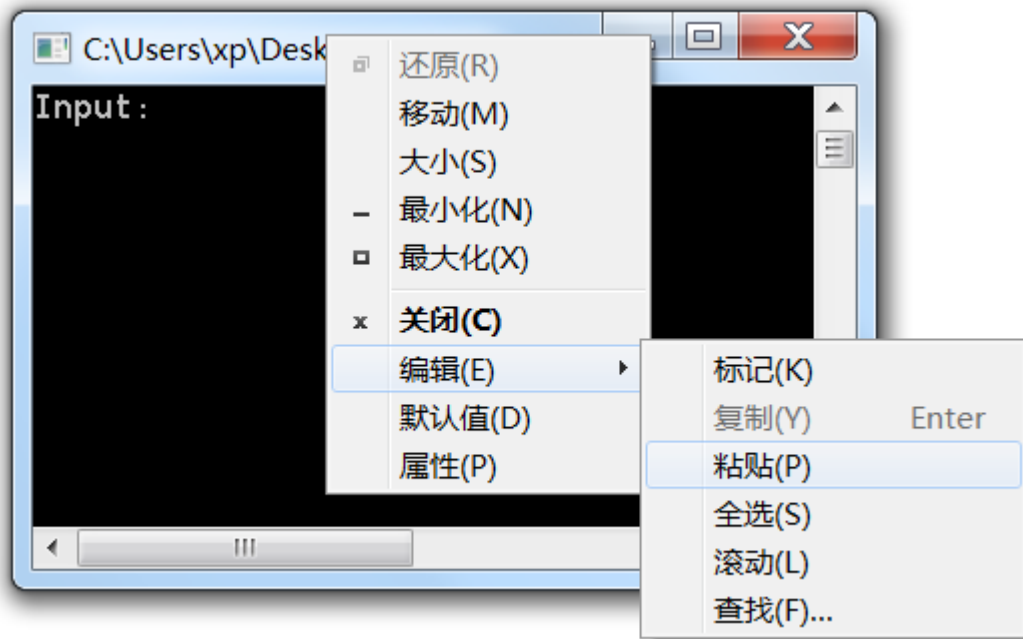 C:\Users\xp\Desk
Input:
还原(R)
移动(M)
大小(S)
最小化(N)
最大化(X)
关闭(C)
编辑(E)
默认值(D)
属性(P)
标记(K)
复制(Y) Enter
粘贴(P)
全选(S)
滚动(L)
查找(F)...